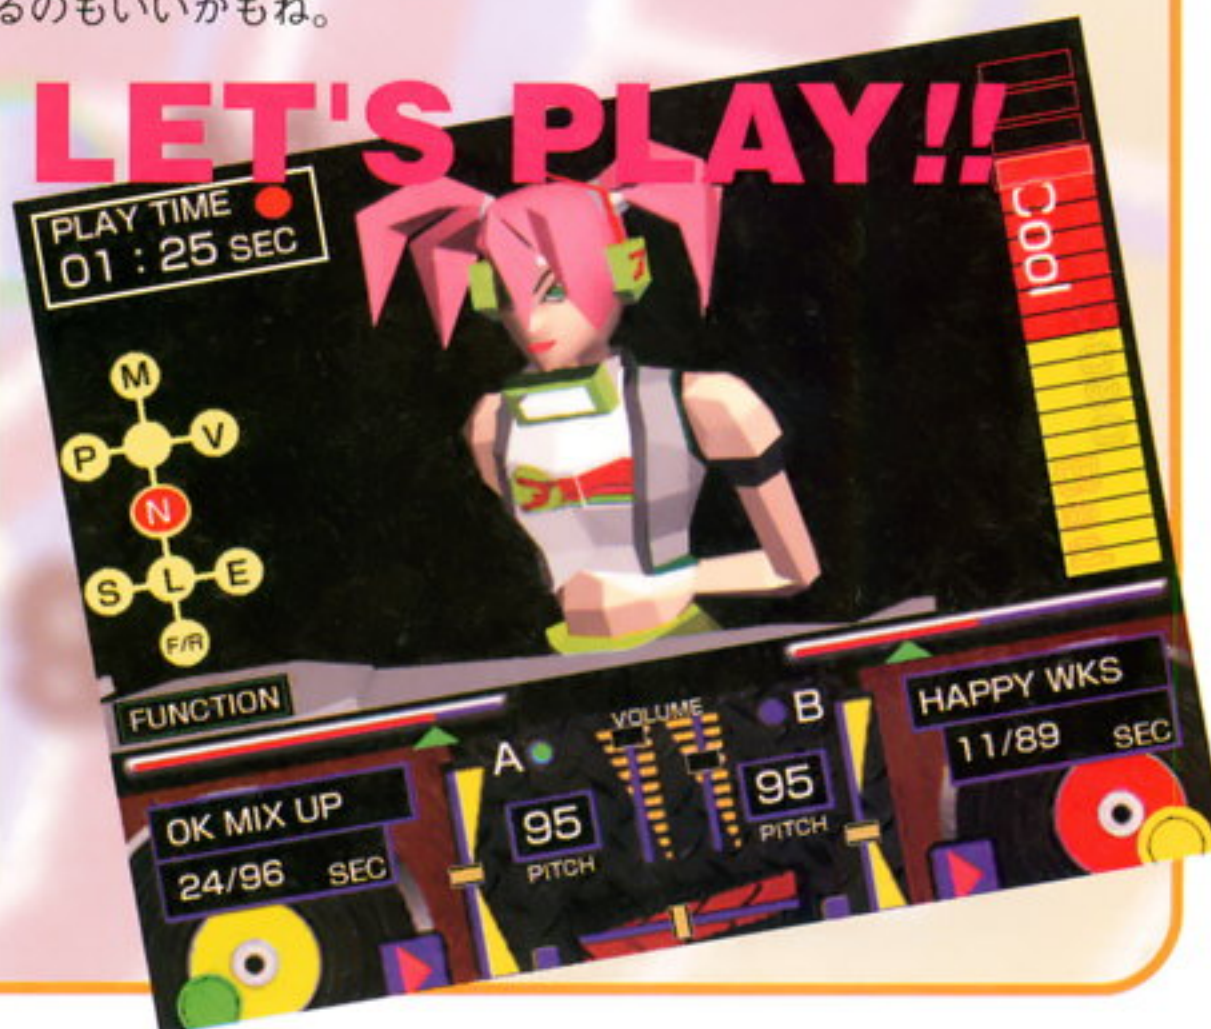 るのもいいかもね。
LET'S PLAY!!
PLAY TIME
01 : 25 SEC
Cool
M
P
V
N
S
L
E
F/R
FUNCTION
VOLUME
A
B
HAPPY WKS
11/89 SEC
OK MIX UP
24/96 SEC
95
PITCH
95
PITCH